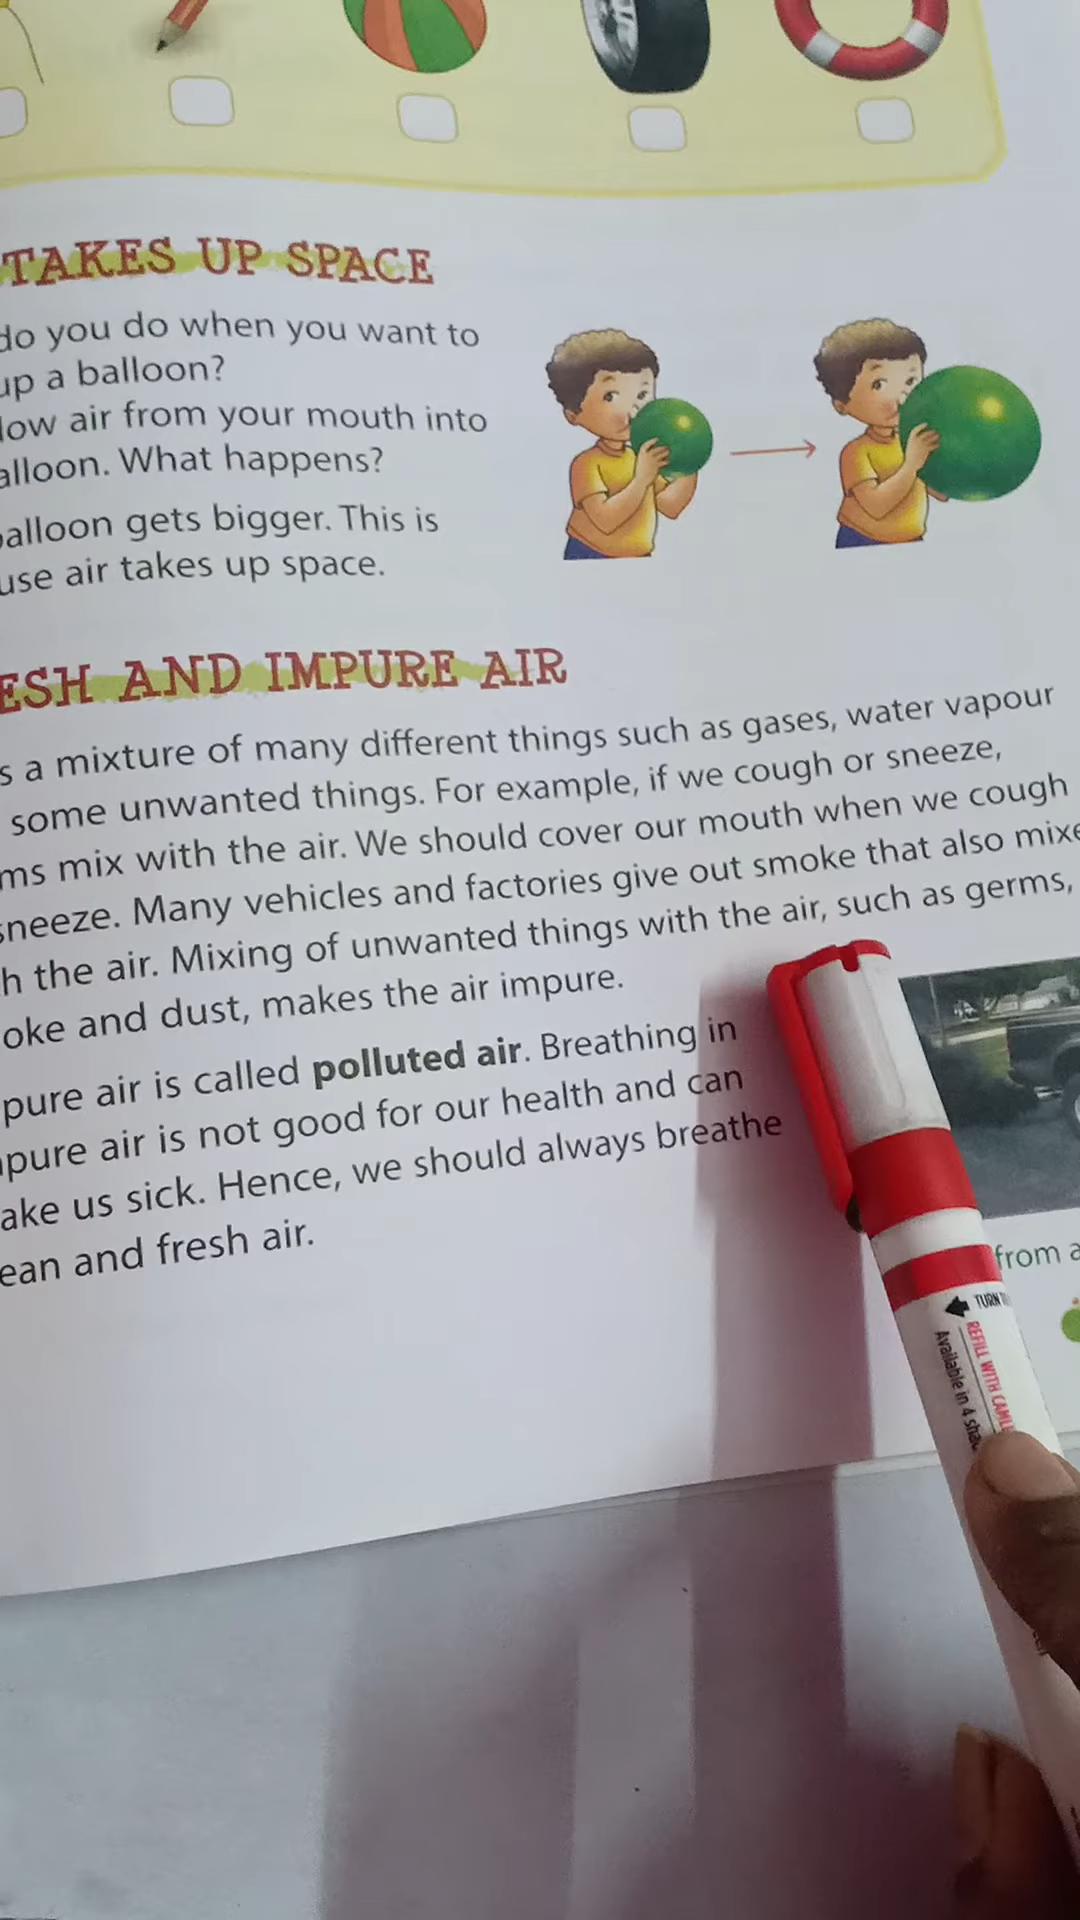 TAKES UP SPACE
do you do when you want to
up a balloon?
low air from your mouth into
alloon. What happens?
alloon gets bigger. This is
use air takes up space.
ESH AND IMPURE AIR
s a mixture of many different things such as gases, water vapour
some unwanted things. For example, if we cough or sneeze,
ms mix with the air. We should cover our mouth when we cough
sneeze. Many vehicles and factories give out smoke that also mixe
h the air. Mixing of unwanted things with the air, such as germs,
oke and dust, makes the air impure.
pure air is called polluted air. Breathing in
pure air is not good for our health and can
ake us sick. Hence, we should always breathe
ean and fresh air.
from a
TURN
REFILL WITH CAML
Available in 4 sha